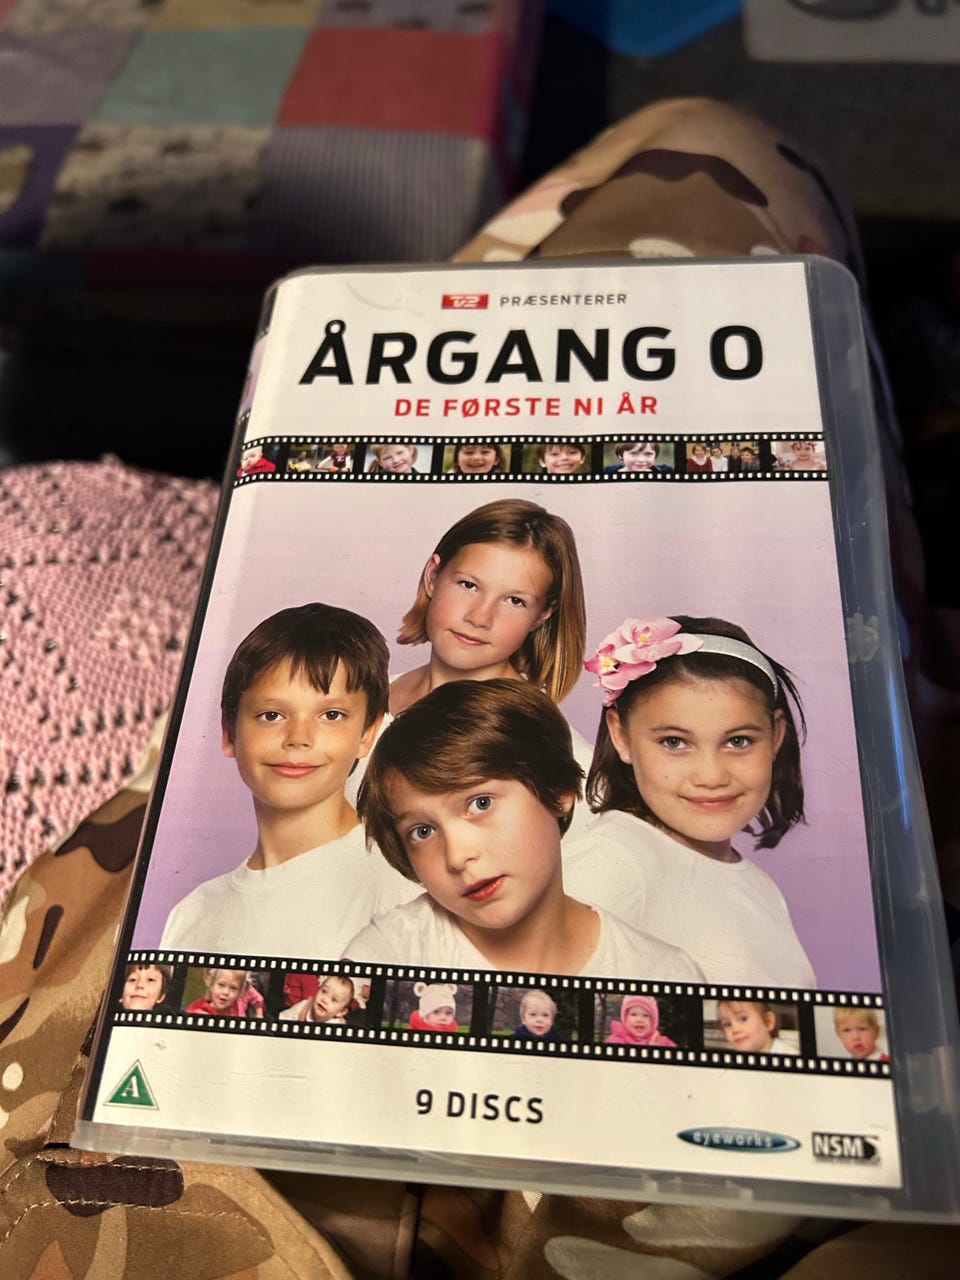 TV2 PRÆSENTERER
ÅRGANG 0
DE FØRSTE NI ÅR
A
9 DISCS
eyeworks
NSM